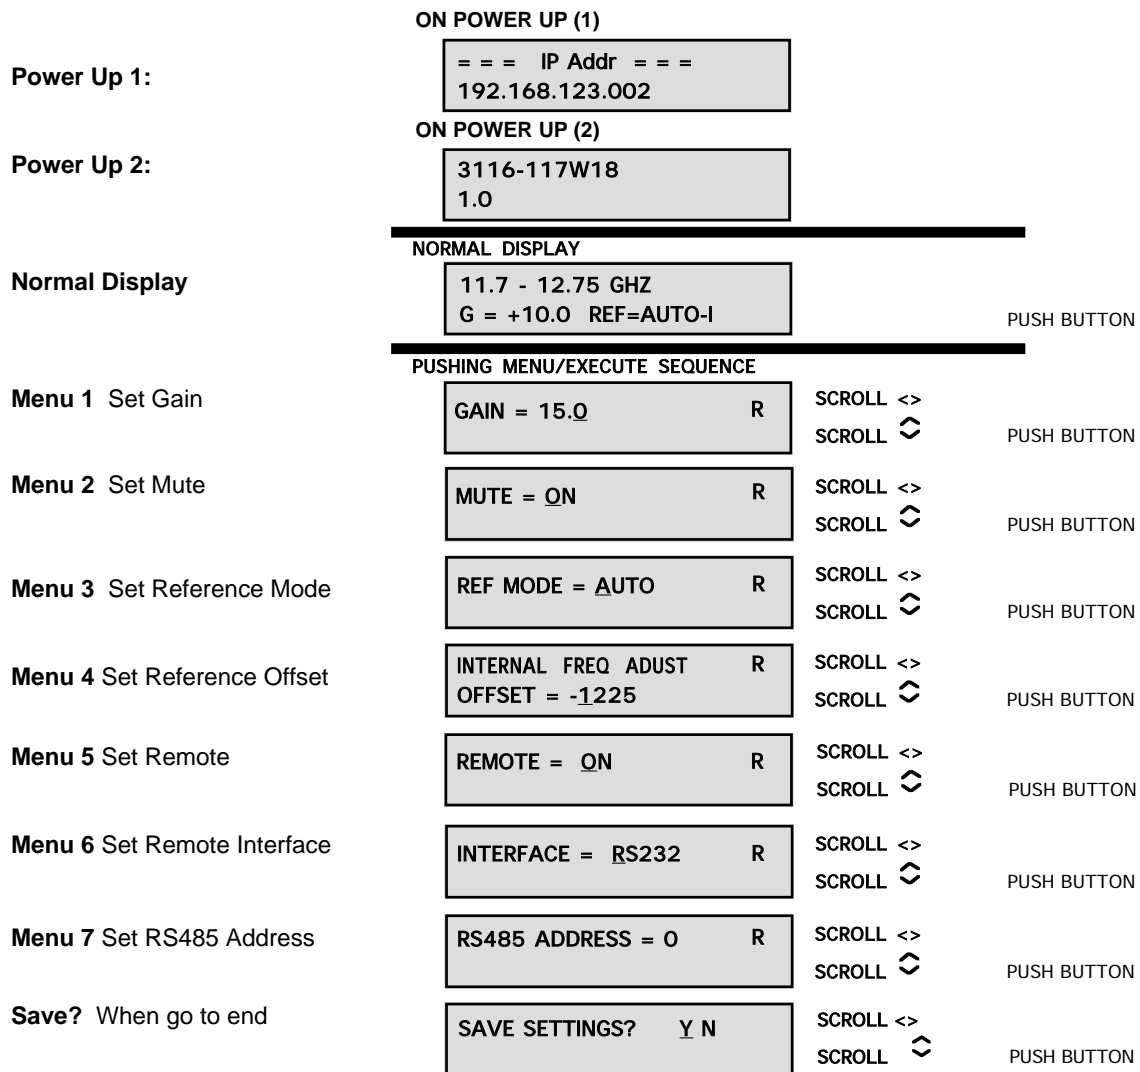 ON POWER UP (1)
Power Up 1:
= = = IP Addr = = =
192.168.123.002
ON POWER UP (2)
Power Up 2:
3116-117W18
1.0
NORMAL DISPLAY
Normal Display
11.7 - 12.75 GHZ
G = +10.0 REF=AUTO-I
PUSH BUTTON
PUSHING MENU/EXECUTE SEQUENCE
Menu 1 Set Gain
GAIN = 15.0 R
SCROLL <>
SCROLL
PUSH BUTTON
Menu 2 Set Mute
MUTE = ON R
SCROLL <>
SCROLL
PUSH BUTTON
Menu 3 Set Reference Mode
REF MODE = AUTO R
SCROLL <>
SCROLL
PUSH BUTTON
Menu 4 Set Reference Offset
INTERNAL FREQ ADUST R
OFFSET = -1225
SCROLL <>
SCROLL
PUSH BUTTON
Menu 5 Set Remote
REMOTE = ON R
SCROLL <>
SCROLL
PUSH BUTTON
Menu 6 Set Remote Interface
INTERFACE = RS232 R
SCROLL <>
SCROLL
PUSH BUTTON
Menu 7 Set RS485 Address
RS485 ADDRESS = 0 R
SCROLL <>
SCROLL
PUSH BUTTON
Save? When go to end
SAVE SETTINGS? Y N
SCROLL <>
SCROLL
PUSH BUTTON